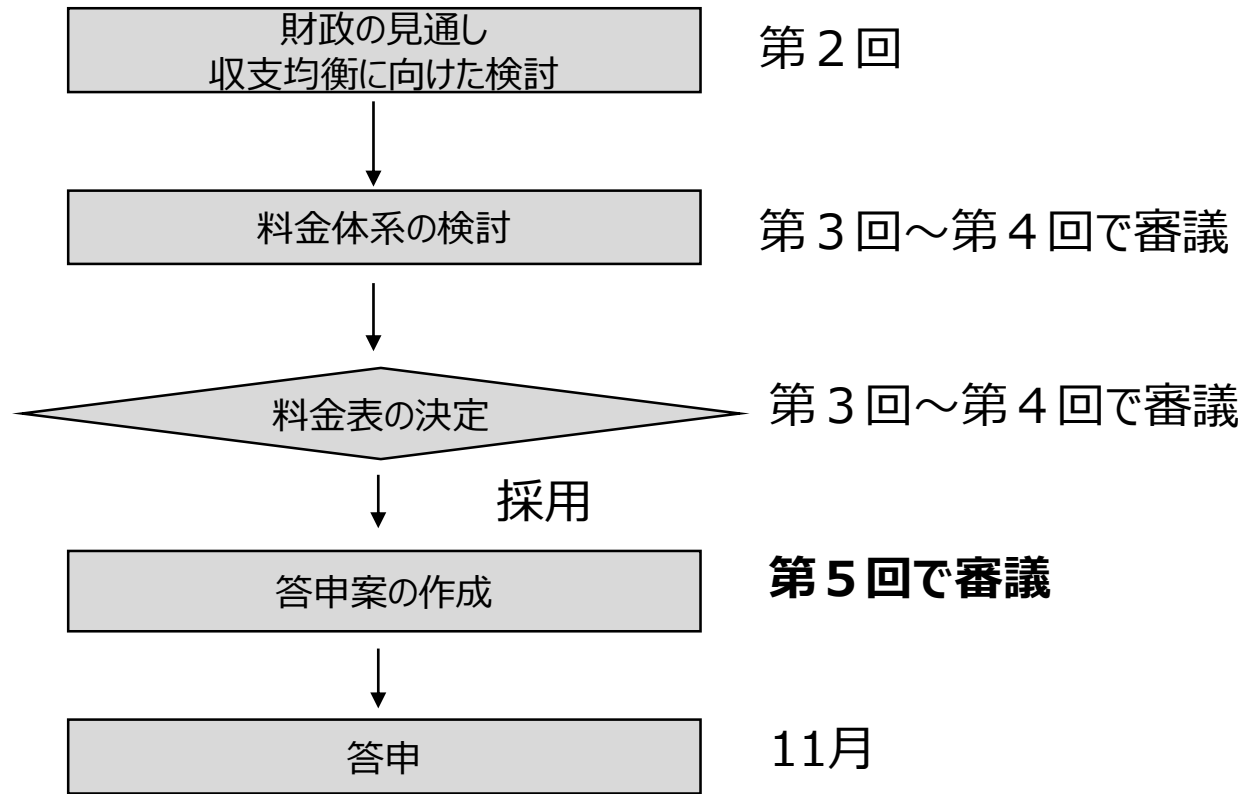 財政の見通し
収支均衡に向けた検討
第２回
料金体系の検討
第３回～第４回で審議
料金表の決定
第３回～第４回で審議
採用
答申案の作成
第５回で審議
答申
11月